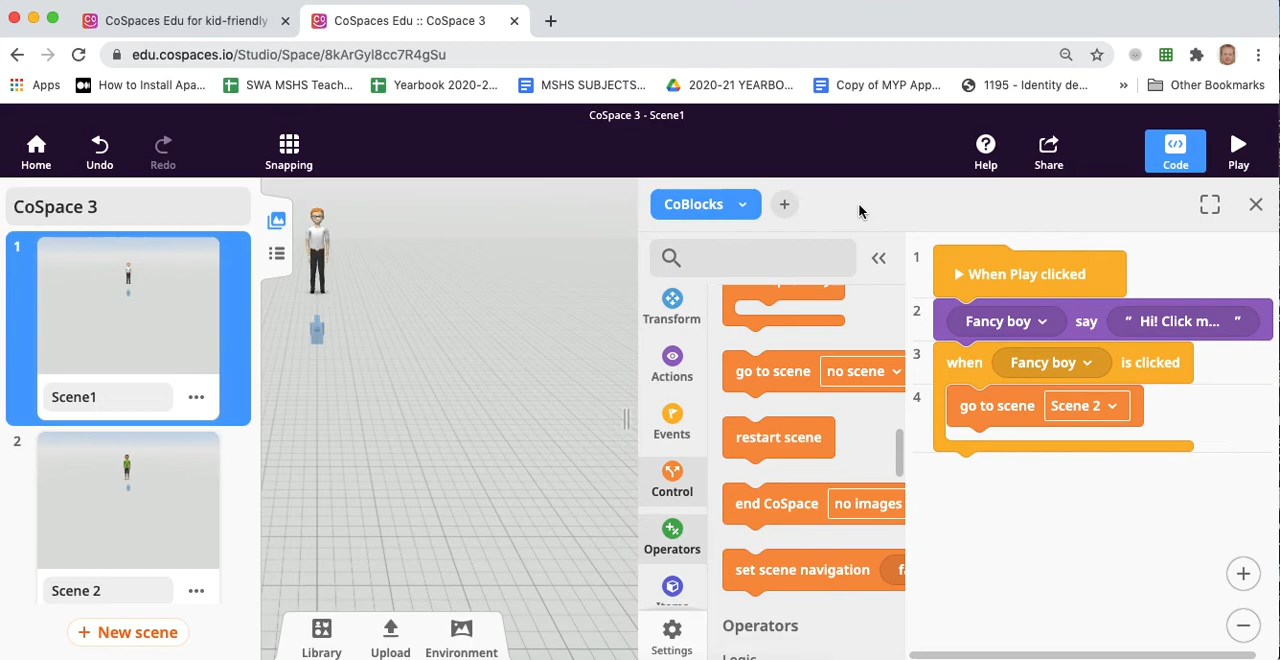 CoSpaces Edu for kid-friendly
CoSpaces Edu :: CoSpace 3
edu.cospaces.io/Studio/Space/8kArGyl8cc7R4gSu
Apps How to Install Apa... SWA MSHS Teach... Yearbook 2020-2... MSHS SUBJECTS... 2020-21 YEARBO... Copy of MYP App... 1195 - Identity de... » Other Bookmarks
CoSpace 3 - Scene1
Home Undo Redo Snapping Help Share Code Play
CoSpace 3
1
Scene1
2
Scene 2
+ New scene
Library Upload Environment
CoBlocks
Transform
Actions
Events
Control
Operators
Items
Settings
go to scene no scene
restart scene
end CoSpace no images
set scene navigation
Operators
Logic
1 When Play clicked
2 Fancy boy say “ Hi! Click m... ”
3 when Fancy boy is clicked
4 go to scene Scene 2